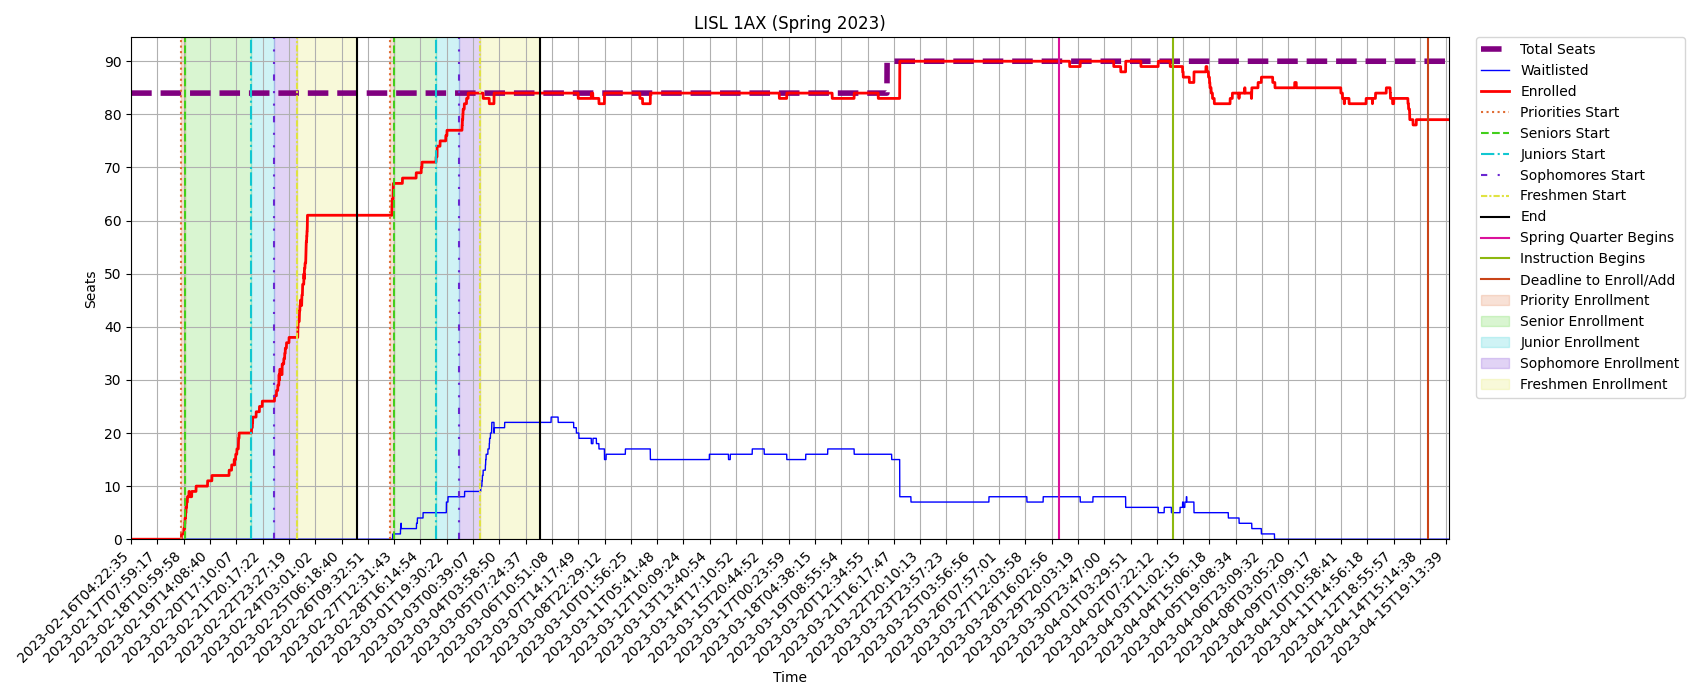 LISL 1AX (Spring 2023)
Seats
90
80
70
60
50
40
30
20
10
0
2023-02-16T04:22:35
2023-02-17T07:59:17
2023-02-18T10:59:58
2023-02-19T14:08:40
2023-02-20T17:10:07
2023-02-21T20:17:22
2023-02-22T23:27:19
2023-02-24T03:01:02
2023-02-25T06:18:40
2023-02-26T09:32:51
2023-02-27T12:31:43
2023-02-28T16:14:54
2023-03-01T19:30:22
2023-03-03T00:39:07
2023-03-04T03:58:50
2023-03-05T07:24:37
2023-03-06T10:51:08
2023-03-07T14:17:49
2023-03-08T22:29:12
2023-03-10T01:56:25
2023-03-11T05:41:48
2023-03-12T10:09:24
2023-03-13T13:40:54
2023-03-14T17:10:52
2023-03-15T20:44:52
2023-03-17T00:23:59
2023-03-18T04:38:15
2023-03-19T08:55:54
2023-03-20T12:34:55
2023-03-21T16:17:47
2023-03-22T20:10:13
2023-03-23T23:57:23
2023-03-25T03:56:56
2023-03-26T07:57:01
2023-03-27T12:03:58
2023-03-28T16:02:56
2023-03-29T20:03:19
2023-03-30T23:47:00
2023-04-01T03:29:51
2023-04-02T07:22:12
2023-04-03T11:02:15
2023-04-04T15:06:18
2023-04-05T19:08:34
2023-04-06T23:09:32
2023-04-08T03:05:20
2023-04-09T07:09:17
2023-04-10T10:58:41
2023-04-11T14:56:18
2023-04-12T18:55:57
2023-04-14T15:14:38
2023-04-15T19:13:39
Time
Total Seats
Waitlisted
Enrolled
Priorities Start
Seniors Start
Juniors Start
Sophomores Start
Freshmen Start
End
Spring Quarter Begins
Instruction Begins
Deadline to Enroll/Add
Priority Enrollment
Senior Enrollment
Junior Enrollment
Sophomore Enrollment
Freshmen Enrollment